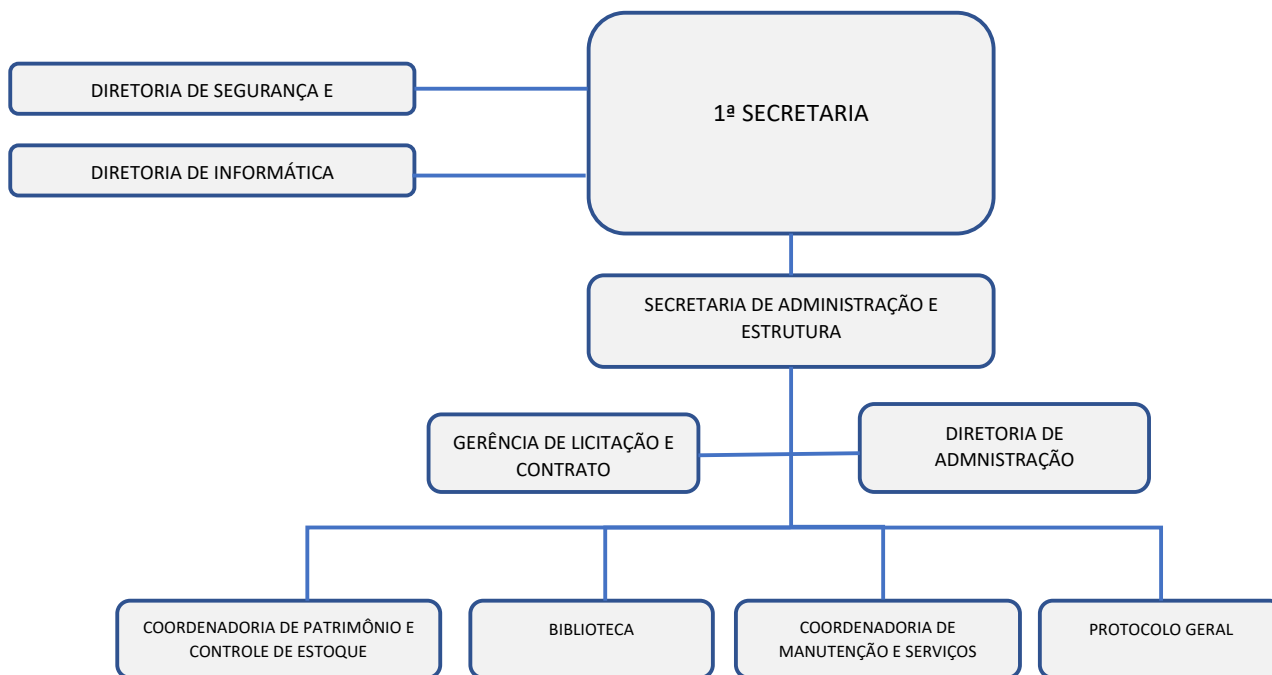 DIRETORIA DE SEGURANÇA E
1ª SECRETARIA
DIRETORIA DE INFORMÁTICA
SECRETARIA DE ADMINISTRAÇÃO E
ESTRUTURA
GERÊNCIA DE LICITAÇÃO E
CONTRATO
DIRETORIA DE
ADMNISTRAÇÃO
COORDENADORIA DE PATRIMÔNIO E
CONTROLE DE ESTOQUE
BIBLIOTECA
COORDENADORIA DE
MANUTENÇÃO E SERVIÇOS
PROTOCOLO GERAL